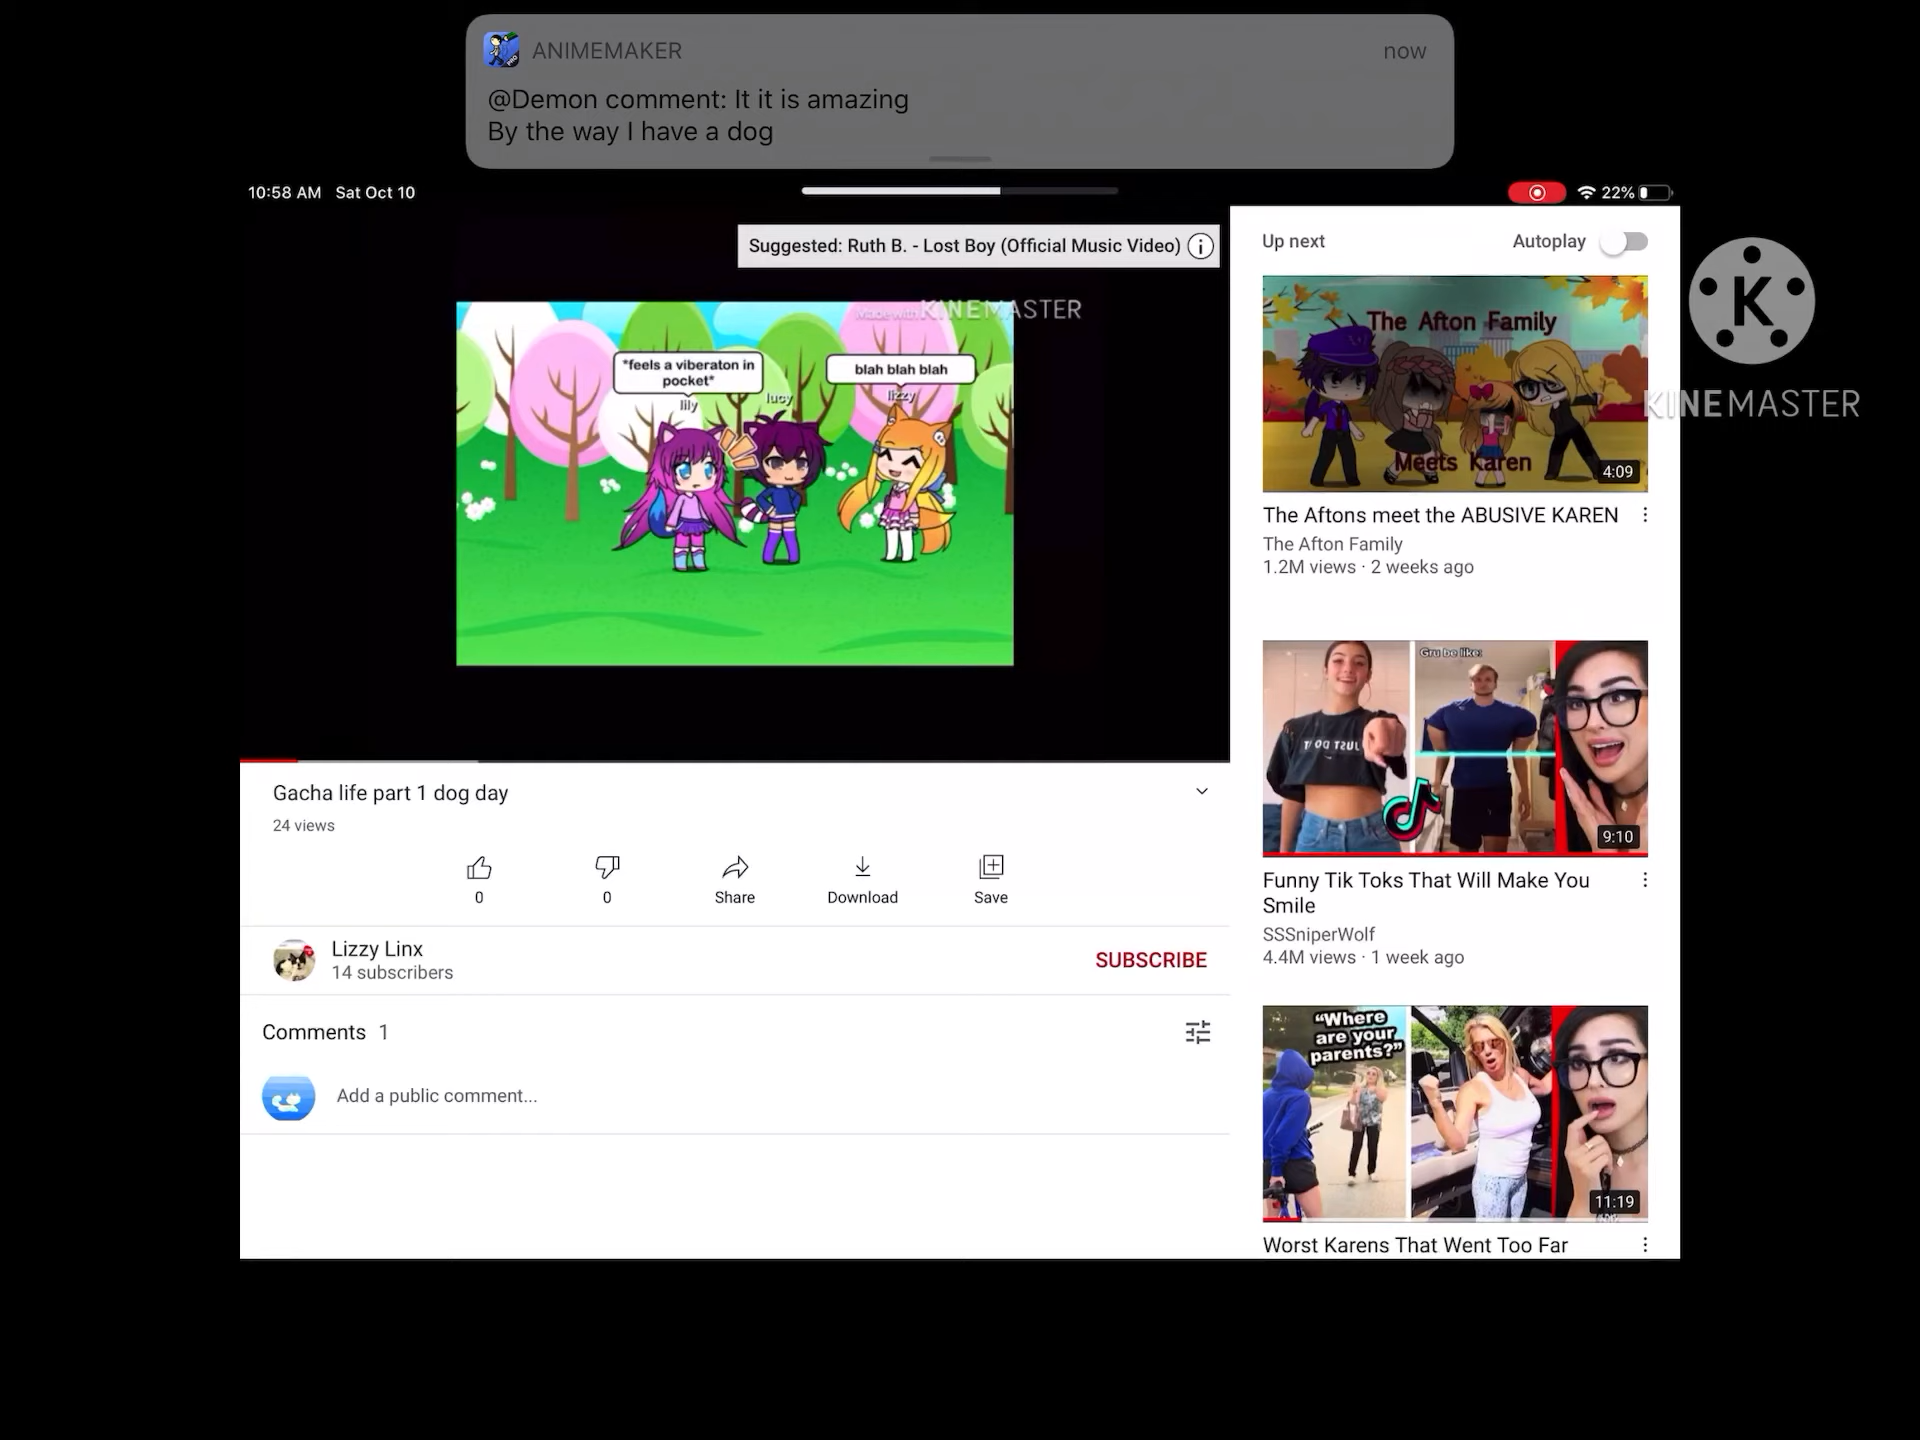 ANIMEMAKER
now
@Demon comment: It it is amazing
By the way I have a dog
10:58 AM Sat Oct 10
22%
Suggested: Ruth B. - Lost Boy (Official Music Video)
Made with KINEMASTER
*feels a viberaton in
pocket*
blah blah blah
lily
lucy
lizzy
Gacha life part 1 dog day
24 views
0
0
Share
Download
Save
Lizzy Linx
14 subscribers
SUBSCRIBE
Comments 1
Add a public comment...
Up next
Autoplay
The Afton Family
Meets Karen
4:09
The Aftons meet the ABUSIVE KAREN
The Afton Family
1.2M views · 2 weeks ago
Gru be like:
9:10
Funny Tik Toks That Will Make You
Smile
SSSniperWolf
4.4M views · 1 week ago
"Where
are your
parents?"
11:19
Worst Karens That Went Too Far
K
KINEMASTER